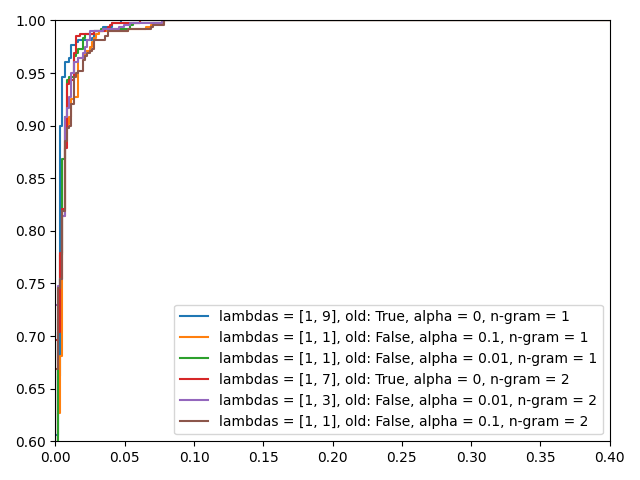 1.00
0.95
0.90
0.85
0.80
0.75
0.70
0.65
0.60
lambdas = [1, 9], old: True, alpha = 0, n-gram = 1
lambdas = [1, 1], old: False, alpha = 0.1, n-gram = 1
lambdas = [1, 1], old: False, alpha = 0.01, n-gram = 1
lambdas = [1, 7], old: True, alpha = 0, n-gram = 2
lambdas = [1, 3], old: False, alpha = 0.01, n-gram = 2
lambdas = [1, 1], old: False, alpha = 0.1, n-gram = 2
0.00 0.05 0.10 0.15 0.20 0.25 0.30 0.35 0.40